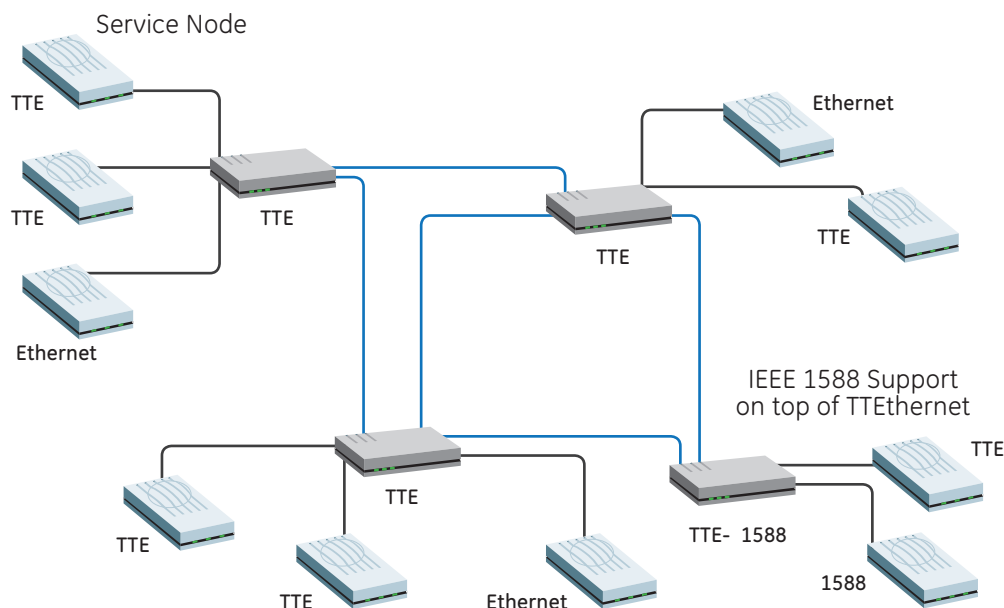 Service Node
TTE
TTE
Ethernet
TTE
TTE
Ethernet
TTE
IEEE 1588 Support
on top of TTEthernet
TTE
TTE
TTE
Ethernet
TTE- 1588
TTE
1588